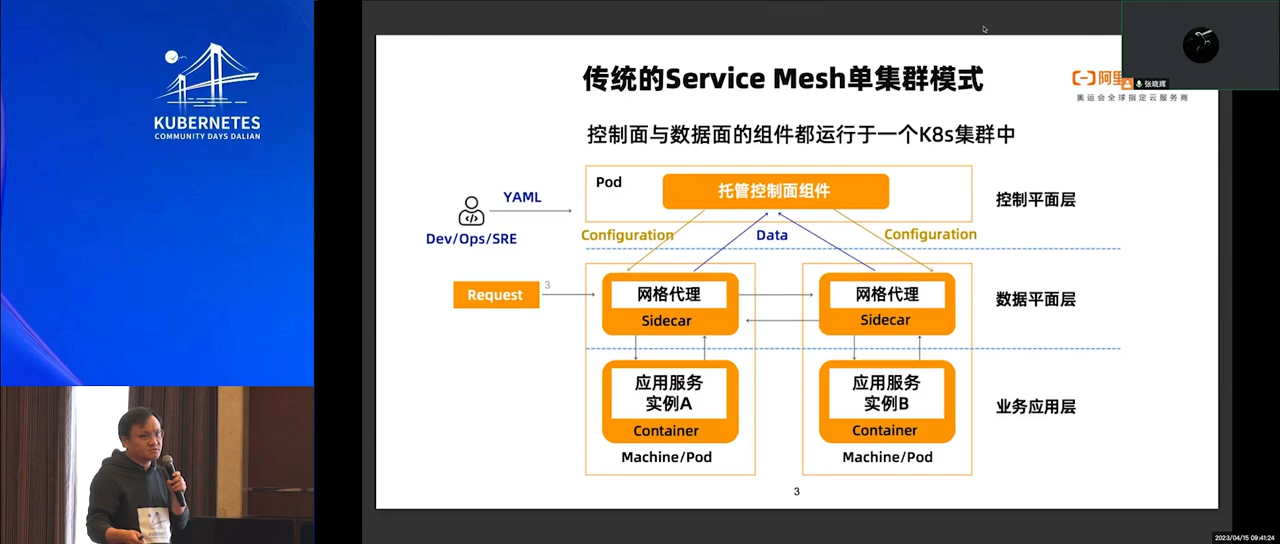 KUBERNETES
COMMUNITY DAYS DALIAN
传统的Service Mesh单集群模式
阿里
奥运会全球指定云服务商
张晓辉
控制面与数据面的组件都运行于一个K8s集群中
Pod
托管控制面组件
控制平面层
YAML
Dev/Ops/SRE
Configuration
Data
Configuration
Request
3
网格代理
Sidecar
网格代理
Sidecar
数据平面层
应用服务
实例A
Container
应用服务
实例B
Container
业务应用层
Machine/Pod
Machine/Pod
3
2023/04/15 09:41:24